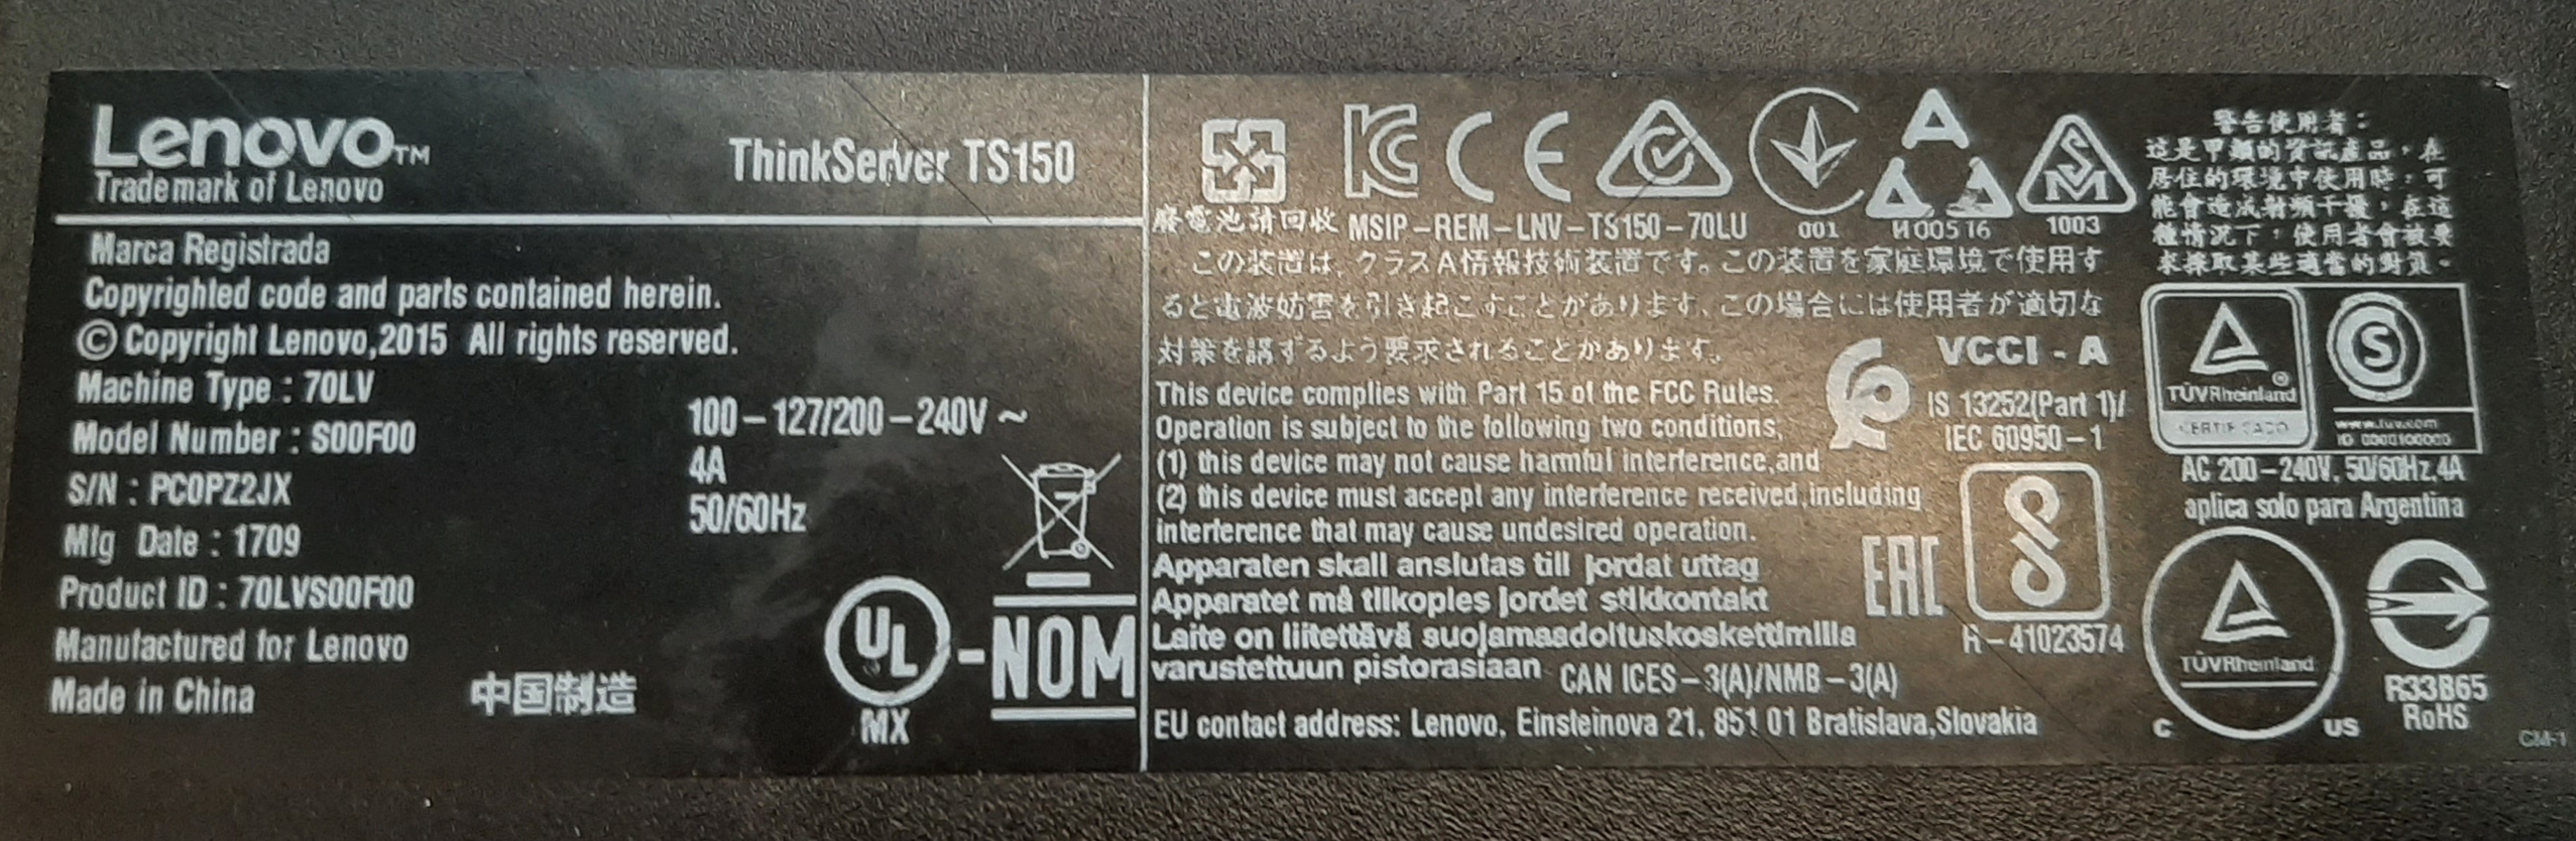 Lenovo™
Trademark of Lenovo
ThinkServer TS150
Marca Registrada
Copyrighted code and parts contained herein.
© Copyright Lenovo,2015 All rights reserved.
Machine Type : 70LV
Model Number : S00F00
S/N : PC0PZ2JX
Mfg Date : 1709
Product ID : 70LVS00F00
Manufactured for Lenovo
Made in China
中国制造
100-127/200-240V ~
4A
50/60Hz
UL
MX
-NOM
KC
CE
廢電池請回收
MSIP-REM-LNV-TS150-70LU
001
A
И00516
SM
1003
この装置は、クラスA情報技術装置です。この装置を家庭環境で使用す
ると電波妨害を引き起こすことがあります、この場合には使用者が適切な
対策を講ずるよう要求されることがあります。
VCCI - A
This device complies with Part 15 of the FCC Rules.
Operation is subject to the following two conditions,
(1) this device may not cause harmful interference,and
(2) this device must accept any interference received,including
interference that may cause undesired operation.
IS 13252(Part 1)/
IEC 60950-1
Apparaten skall anslutas till jordat uttag
Apparatet må tilkoples jordet stikkontakt
Laite on liitettävä suojamaadoituskoskettimilla
varustettuun pistorasiaan
CAN ICES-3(A)/NMB-3(A)
EU contact address: Lenovo, Einsteinova 21, 851 01 Bratislava,Slovakia
EAC
R-41023574
警告使用者：
這是甲類的資訊產品，在
居住的環境中使用時，可
能會造成射頻干擾，在這
種情況下，使用者會被要
求採取某些適當的對策。
TÜVRheinland
CERTIFICADO
S
www.tuv.com
AC 200-240V, 50/60Hz,4A
aplica solo para Argentina
TÜVRheinland
C
US
R33B65
RoHS
CM-1